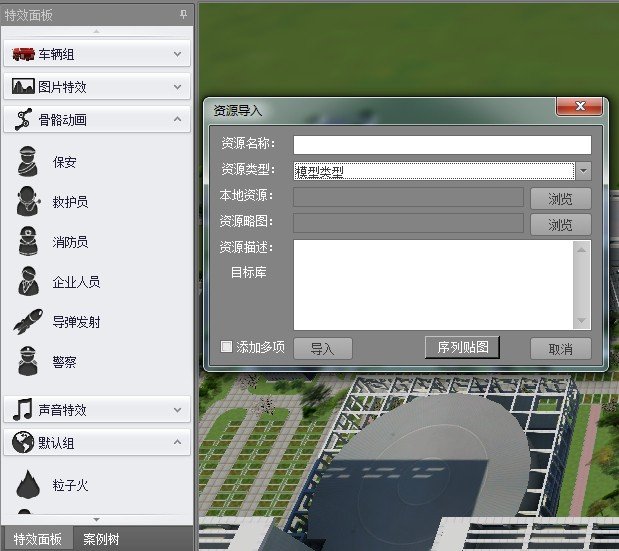 特效面板
车辆组
图片特效
骨骼动画
保安
救护员
消防员
企业人员
导弹发射
警察
声音特效
默认组
粒子火
特效面板 案例树
资源导入
资源名称：
资源类型： 模型类型
本地资源： 浏览
资源略图： 浏览
资源描述：
目标库
添加多项 导入 序列贴图 取消